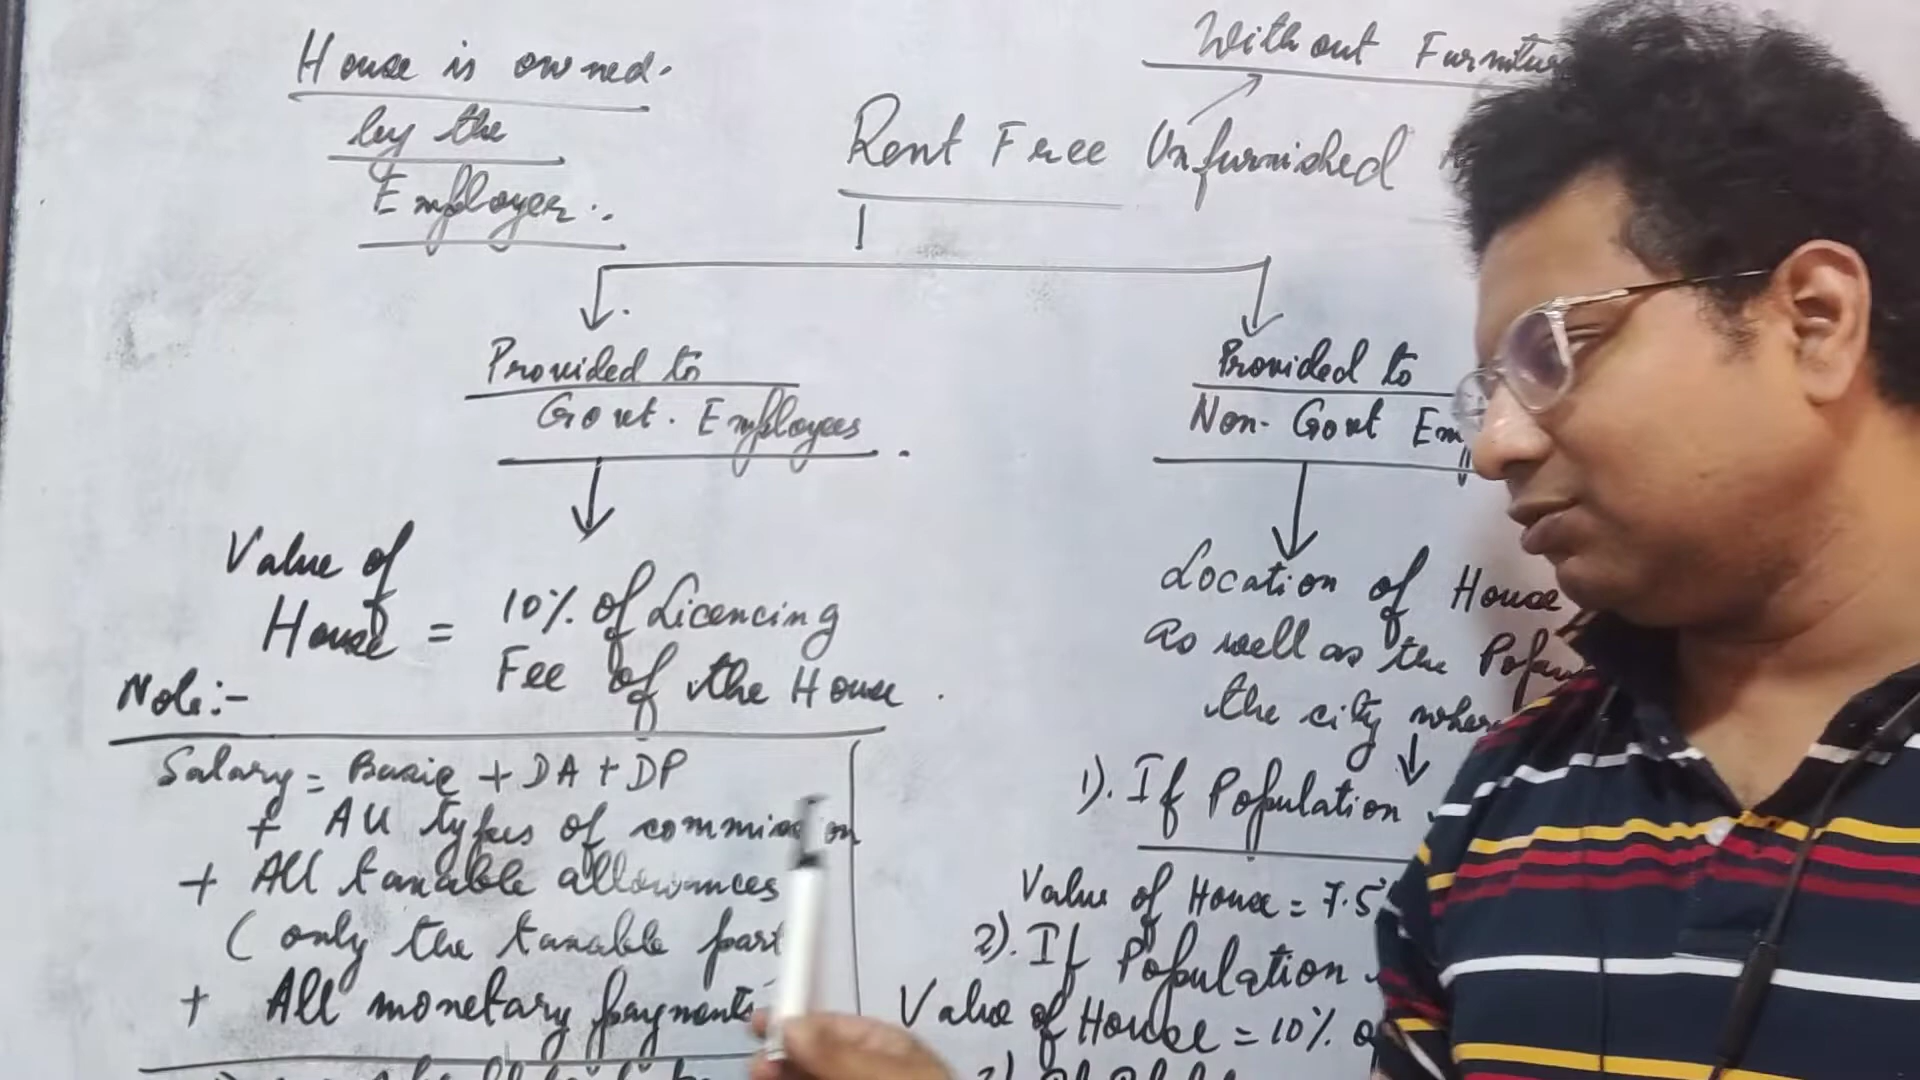 House is owned.
by the
Employer..
Without Furniture
Rent Free Unfurnished
Provided to
Govt. Employees.
Value of
House = 10% of Licencing
Fee of the House.
Note:-
Salary = Basic + DA + DP
+ All types of commission
+ All taxable allowances
(only the taxable part
+ All monetary payments
Provided to
Non-Govt Em
Location of House
as well as the Popu
the city wher
1). If Population
Value of House = 7.5
2). If Population
Value of House = 10% o